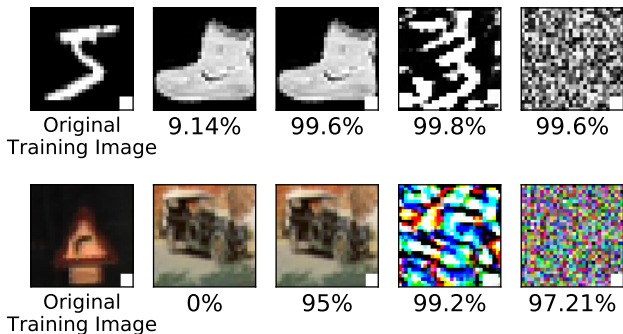 Original
Training Image
9.14%
99.6%
99.8%
99.6%
Original
Training Image
0%
95%
99.2%
97.21%